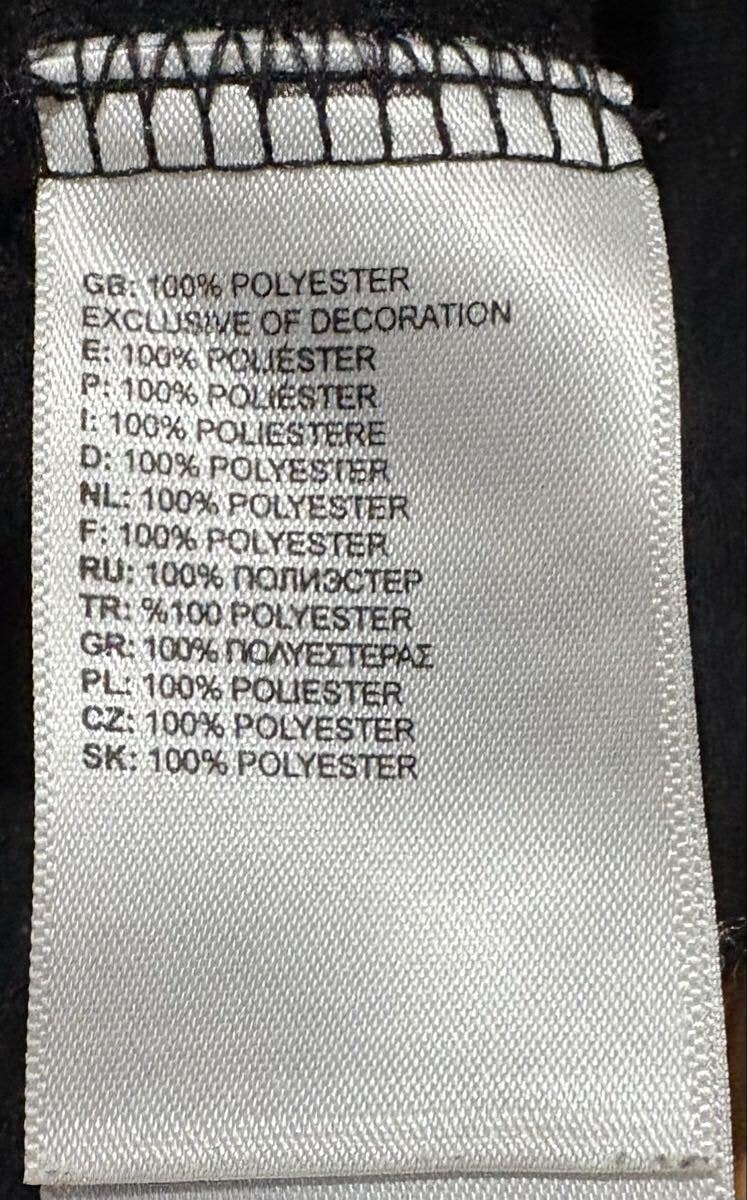 GB: 100% POLYESTER
EXCLUSIVE OF DECORATION
E: 100% POLIÉSTER
P: 100% POLIÉSTER
I: 100% POLIESTERE
D: 100% POLYESTER
NL: 100% POLYESTER
F: 100% POLYESTER
RU: 100% ПОЛИЭСТЕР
TR: %100 POLYESTER
GR: 100% ΠΟΛΥΕΣΤΕΡΑΣ
PL: 100% POLIESTER
CZ: 100% POLYESTER
SK: 100% POLYESTER